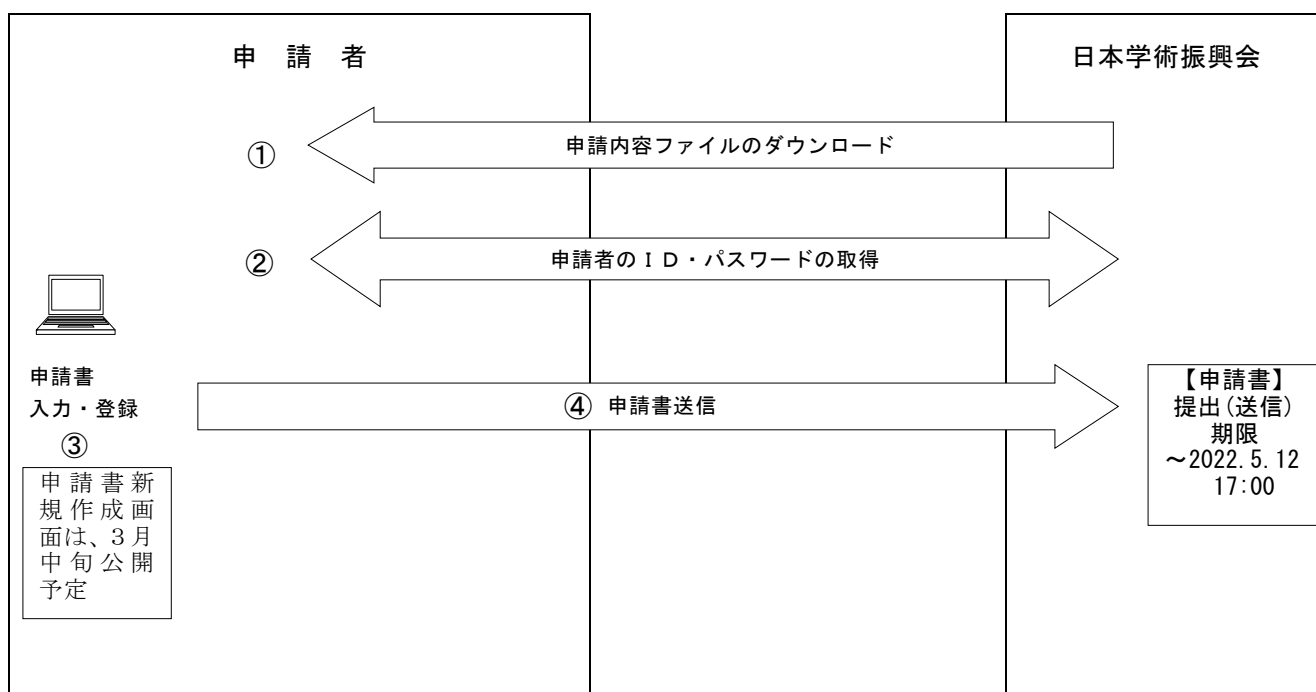 申　請　者
日本学術振興会
①
申請内容ファイルのダウンロード
②
申請者のＩＤ・パスワードの取得
申請書
入力・登録
③
申請書新
規作成画
面は、３月
中旬公開
予定
④ 申請書送信
【申請書】
提出(送信)
期限
～2022.5.12
17:00